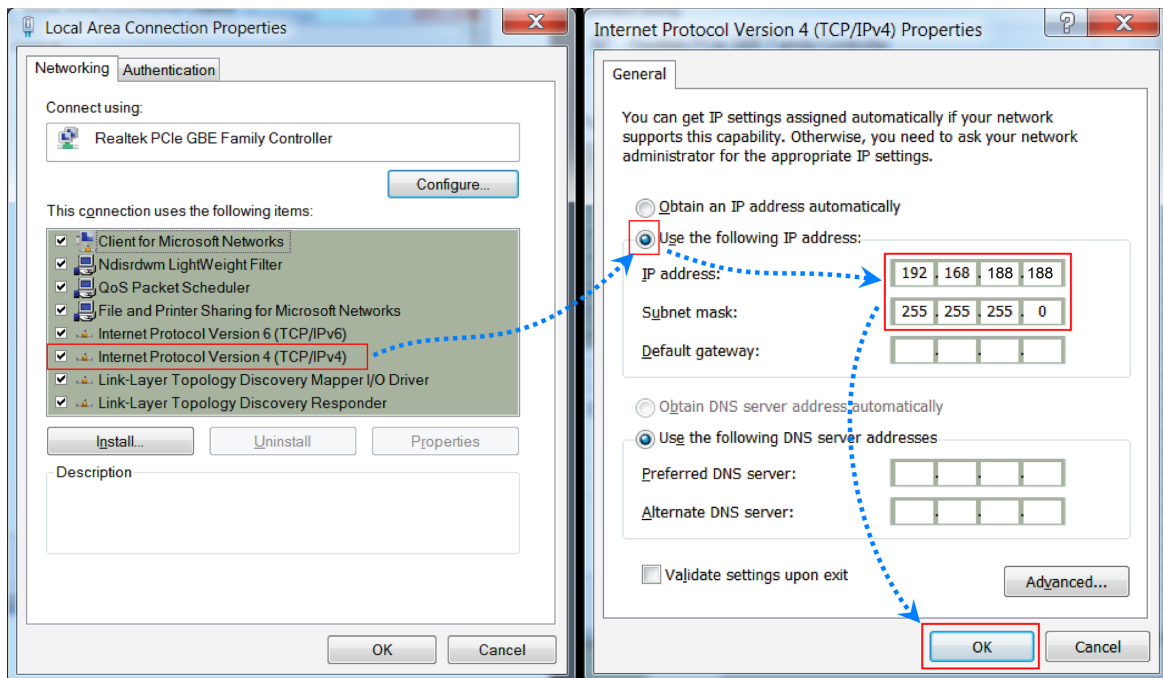 Local Area Connection Properties
Networking
Authentication
Connect using:
Realtek PCIe GBE Family Controller
Configure...
This connection uses the following items:
Client for Microsoft Networks
Ndisrdwm LightWeight Filter
QoS Packet Scheduler
File and Printer Sharing for Microsoft Networks
Internet Protocol Version 6 (TCP/IPv6)
Internet Protocol Version 4 (TCP/IPv4)
Link-Layer Topology Discovery Mapper I/O Driver
Link-Layer Topology Discovery Responder
Install...
Uninstall
Properties
Description
OK
Cancel
Internet Protocol Version 4 (TCP/IPv4) Properties
General
You can get IP settings assigned automatically if your network
supports this capability. Otherwise, you need to ask your network
administrator for the appropriate IP settings.
Obtain an IP address automatically
Use the following IP address:
IP address: 192 . 168 . 188 . 188
Subnet mask: 255 . 255 . 255 . 0
Default gateway: . . .
Obtain DNS server address automatically
Use the following DNS server addresses
Preferred DNS server: . . .
Alternate DNS server: . . .
Validate settings upon exit
Advanced...
OK
Cancel